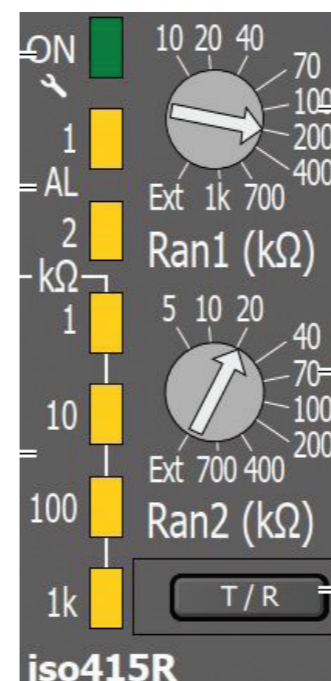 ON
1
AL
2
kΩ
1
10
100
1k
10 20 40
70
100
200
400
Ext 1k 700
Ran1 (kΩ)
5 10 20
40
70
100
200
Ext 700 400
Ran2 (kΩ)
T / R
iso415R